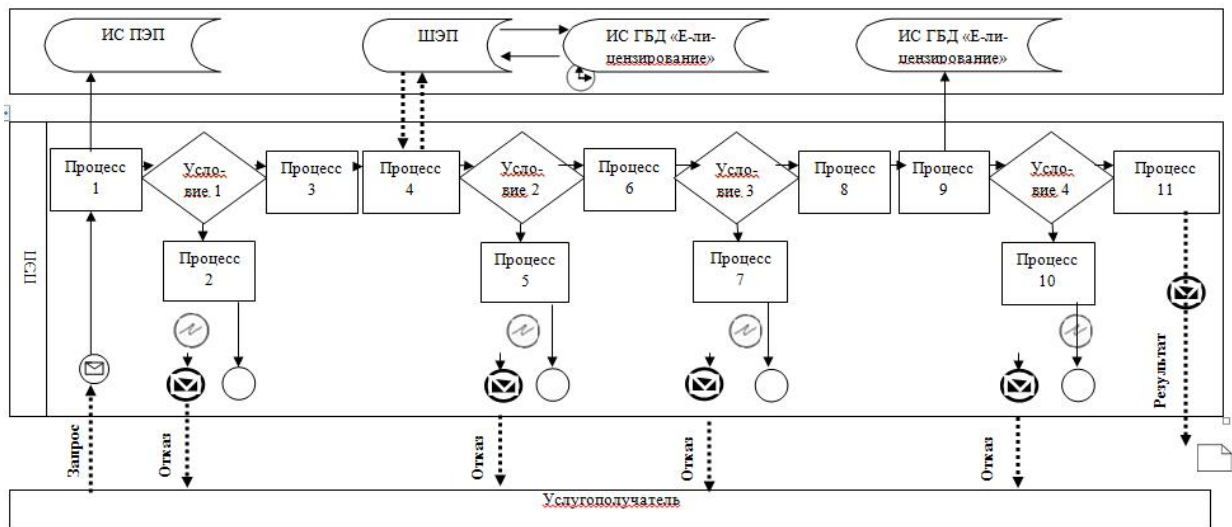 ИС ПЭП
ШЭП
ИС ГБД «Е-ли-
цензирование»
ИС ГБД «Е-ли-
цензирование»
ПЭП
Процесс
1
Усло-
вие 1
Процесс
3
Процесс
4
Усло-
вие 2
Процесс
6
Усло-
вие 3
Процесс
8
Процесс
9
Усло-
вие 4
Процесс
11
Процесс
2
Процесс
5
Процесс
7
Процесс
10
Запрос
Отказ
Отказ
Отказ
Отказ
Результат
Услугополучатель